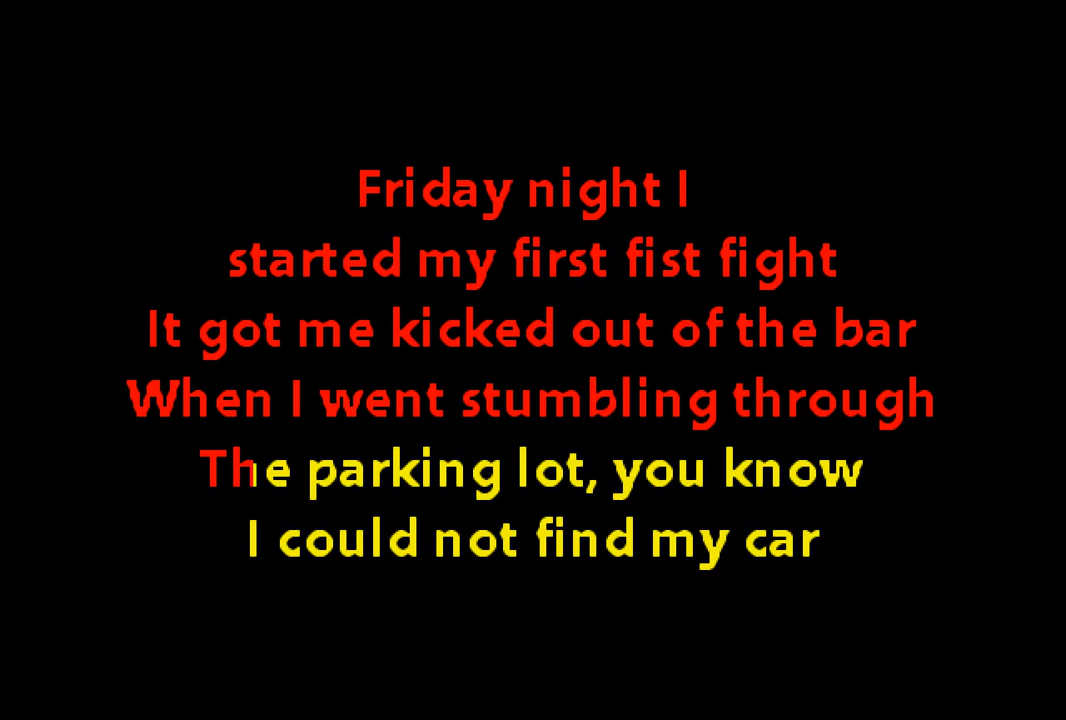 Friday night I
started my first fist fight
It got me kicked out of the bar
When I went stumbling through
The parking lot, you know
I could not find my car